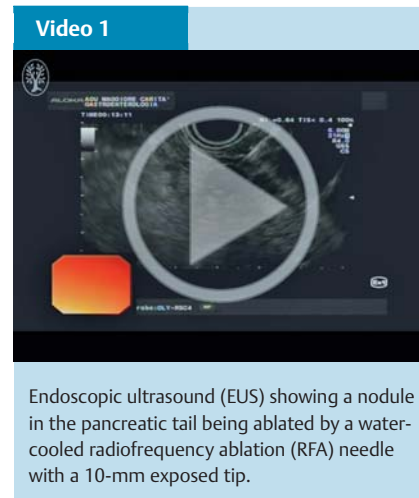 Video 1
ALOKA AOU MAGGIORE CARITA'
GASTROENTEROLOGIA
100%
Endoscopic ultrasound (EUS) showing a nodule
in the pancreatic tail being ablated by a water-
cooled radiofrequency ablation (RFA) needle
with a 10-mm exposed tip.